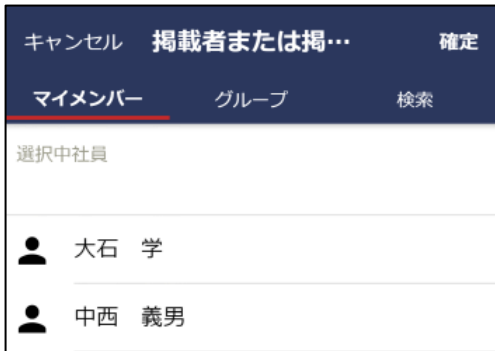 キャンセル 掲載者または掲… 確定
マイメンバー グループ 検索
選択中社員
大石　学
中西　義男